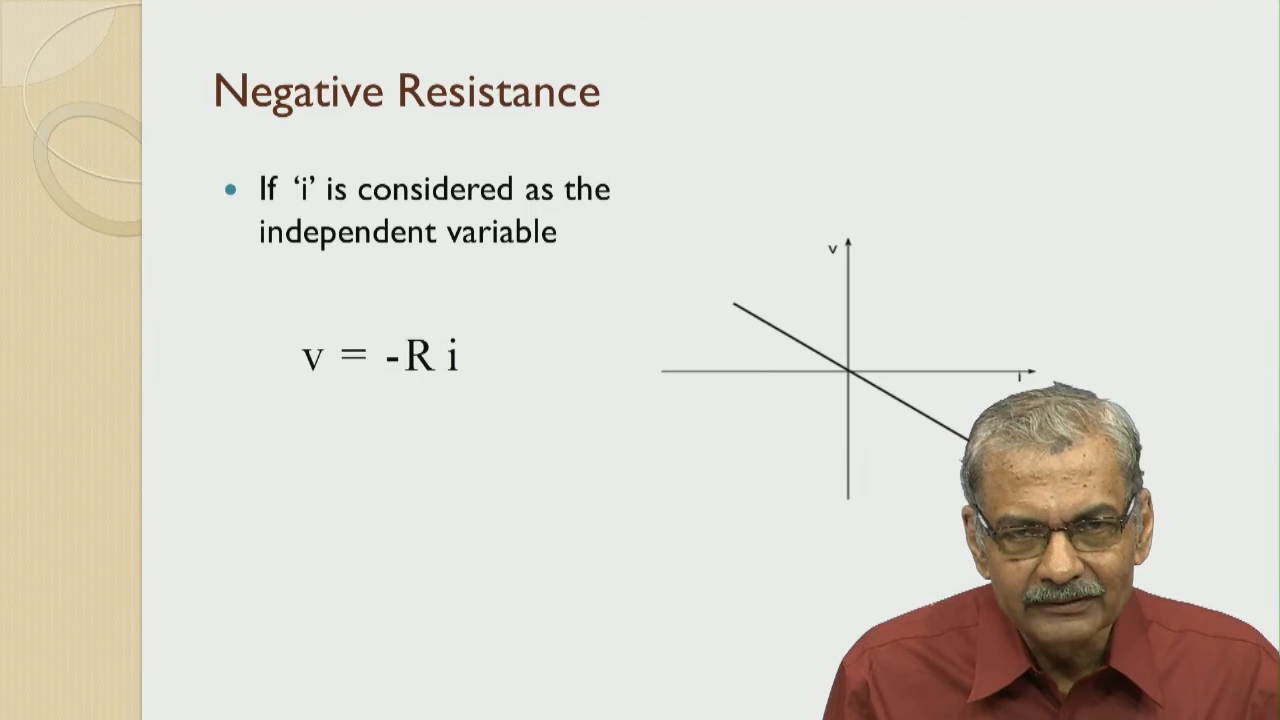 Negative Resistance
If ‘i’ is considered as the
independent variable
v
v = -R i
i